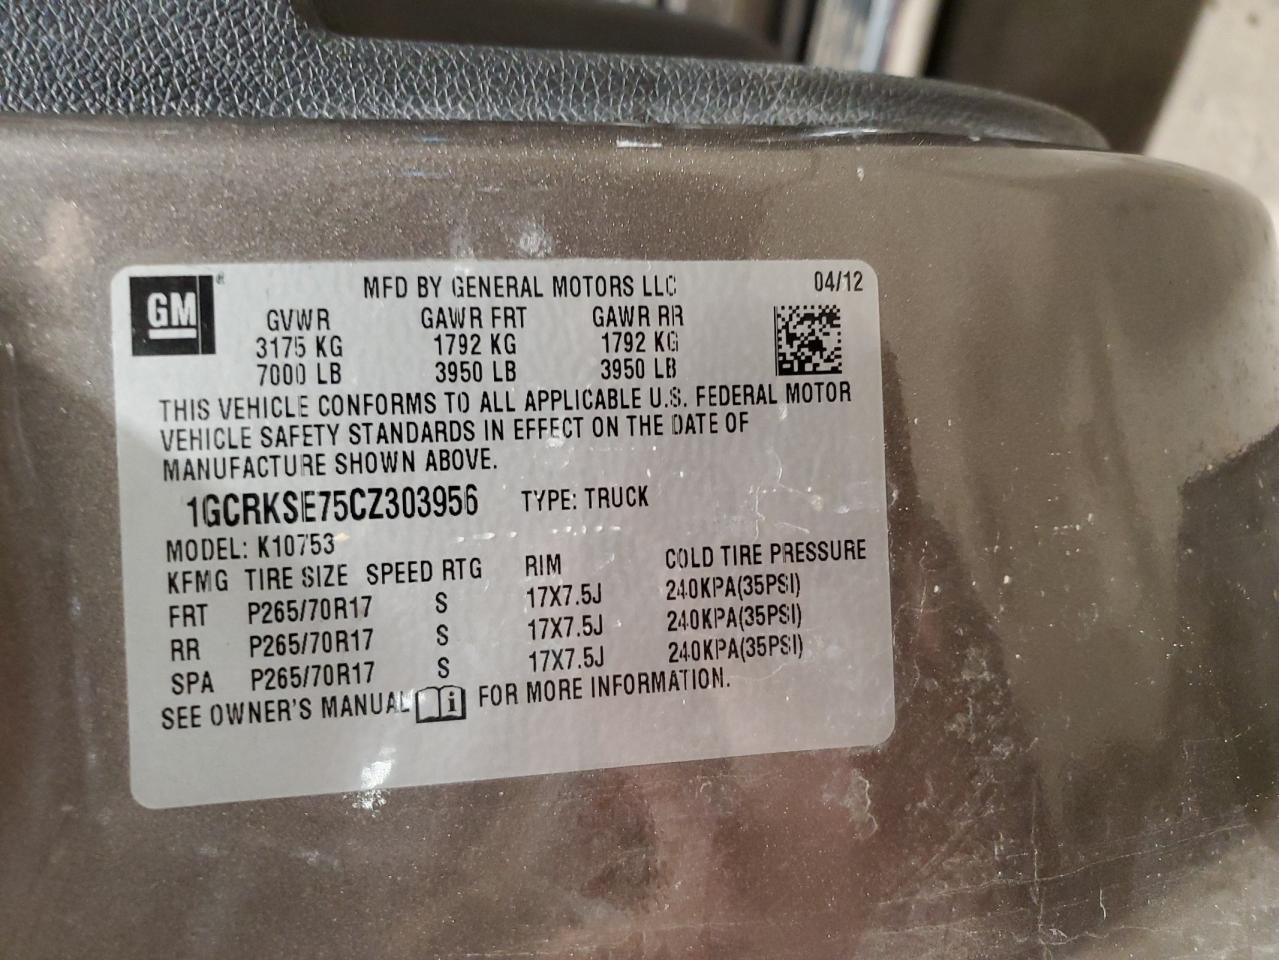 GM ®
MFD BY GENERAL MOTORS LLC 04/12
GVWR GAWR FRT GAWR RR
3175 KG 1792 KG 1792 KG
7000 LB 3950 LB 3950 LB
THIS VEHICLE CONFORMS TO ALL APPLICABLE U.S. FEDERAL MOTOR
VEHICLE SAFETY STANDARDS IN EFFECT ON THE DATE OF
MANUFACTURE SHOWN ABOVE.
1GCRKSE75CZ303956 TYPE: TRUCK
MODEL: K10753
KFMG TIRE SIZE SPEED RTG RIM COLD TIRE PRESSURE
FRT P265/70R17 S 17X7.5J 240KPA(35PSI)
RR P265/70R17 S 17X7.5J 240KPA(35PSI)
SPA P265/70R17 S 17X7.5J 240KPA(35PSI)
SEE OWNER'S MANUAL i FOR MORE INFORMATION.